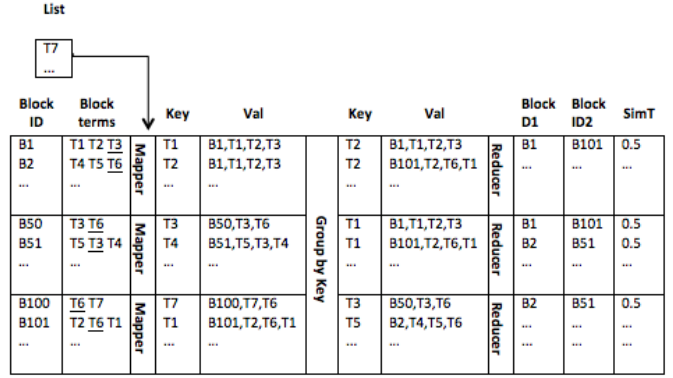 List
T7
...
Block ID Block terms Key Val Key Val Block D1 Block ID2 SimT
B1 T1 T2 T3 Mapper T1 B1,T1,T2,T3 T2 B1,T1,T2,T3 Reducer B1 B101 0.5
B2 T4 T5 T6 T2 B1,T1,T2,T3 T2 B101,T2,T6,T1 ... ... ...
... ... ... ... ... ...
Group by Key
B50 T3 T6 Mapper T3 B50,T3,T6 T1 B1,T1,T2,T3 Reducer B1 B101 0.5
B51 T5 T3 T4 T4 B51,T5,T3,T4 T1 B101,T2,T6,T1 B2 B51 0.5
... ... ... ... ... ... ... ... ...
B100 T6 T7 Mapper T7 B100,T7,T6 T3 B50,T3,T6 Reducer B2 B51 0.5
B101 T2 T6 T1 T1 B101,T2,T6,T1 T5 B2,T4,T5,T6 ... ... ...
... ... ... ... ... ... ... ... ...